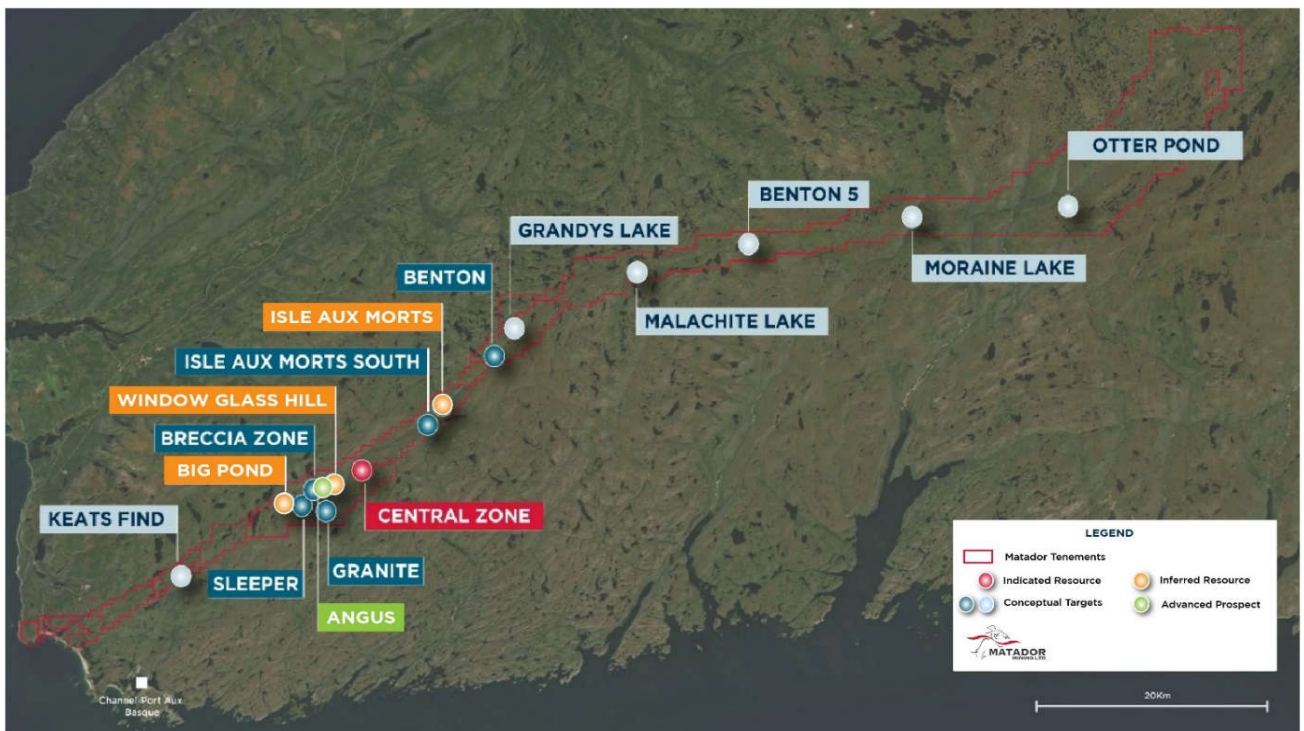 OTTER POND
BENTON 5
GRANDYS LAKE
MORAINE LAKE
BENTON
ISLE AUX MORTS
MALACHITE LAKE
ISLE AUX MORTS SOUTH
WINDOW GLASS HILL
BRECCIA ZONE
BIG POND
KEATS FIND
CENTRAL ZONE
SLEEPER
GRANITE
ANGUS
LEGEND
Matador Tenements
Indicated Resource
Inferred Resource
Conceptual Targets
Advanced Prospect
MATADOR
MINING LTD
20Km
Channel-Port Aux
Basque